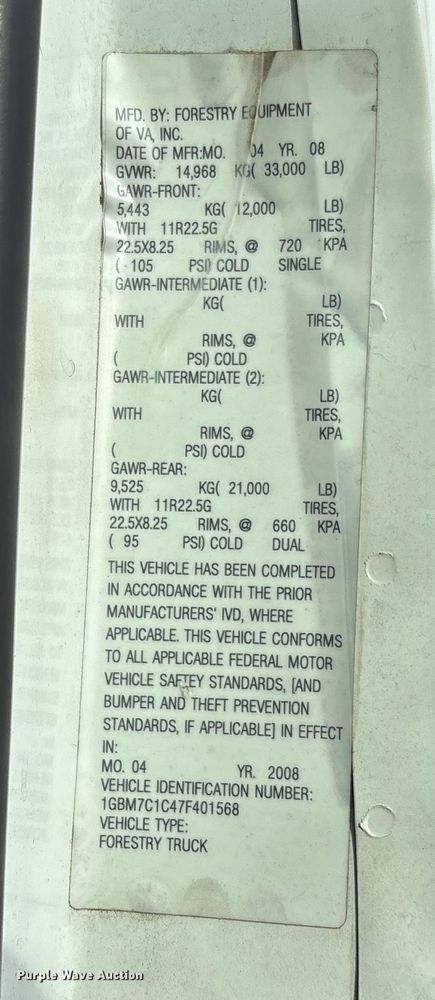 MFD. BY: FORESTRY EQUIPMENT
OF VA, INC.
DATE OF MFR:MO. 04 YR. 08
GVWR: 14,968 KG( 33,000 LB)
GAWR-FRONT:
5,443 KG( 12,000 LB)
WITH 11R22.5G TIRES,
22.5X8.25 RIMS, @ 720 KPA
( 105 PSI) COLD SINGLE
GAWR-INTERMEDIATE (1):
KG( LB)
WITH TIRES,
RIMS, @ KPA
( PSI) COLD
GAWR-INTERMEDIATE (2):
KG( LB)
WITH TIRES,
RIMS, @ KPA
( PSI) COLD
GAWR-REAR:
9,525 KG( 21,000 LB)
WITH 11R22.5G TIRES,
22.5X8.25 RIMS, @ 660 KPA
( 95 PSI) COLD DUAL
THIS VEHICLE HAS BEEN COMPLETED
IN ACCORDANCE WITH THE PRIOR
MANUFACTURERS' IVD, WHERE
APPLICABLE. THIS VEHICLE CONFORMS
TO ALL APPLICABLE FEDERAL MOTOR
VEHICLE SAFTEY STANDARDS, [AND
BUMPER AND THEFT PREVENTION
STANDARDS, IF APPLICABLE] IN EFFECT
IN:
MO. 04 YR. 2008
VEHICLE IDENTIFICATION NUMBER:
1GBM7C1C47F401568
VEHICLE TYPE:
FORESTRY TRUCK
Purple Wave Auction